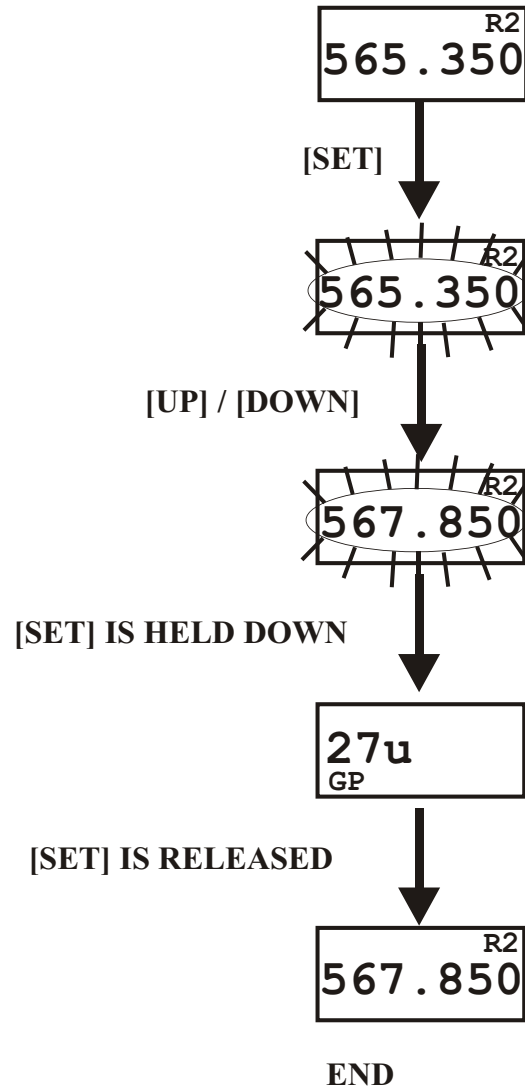 R2
565.350
[SET]
R2
565.350
[UP] / [DOWN]
R2
567.850
[SET] IS HELD DOWN
27u
GP
[SET] IS RELEASED
R2
567.850
END